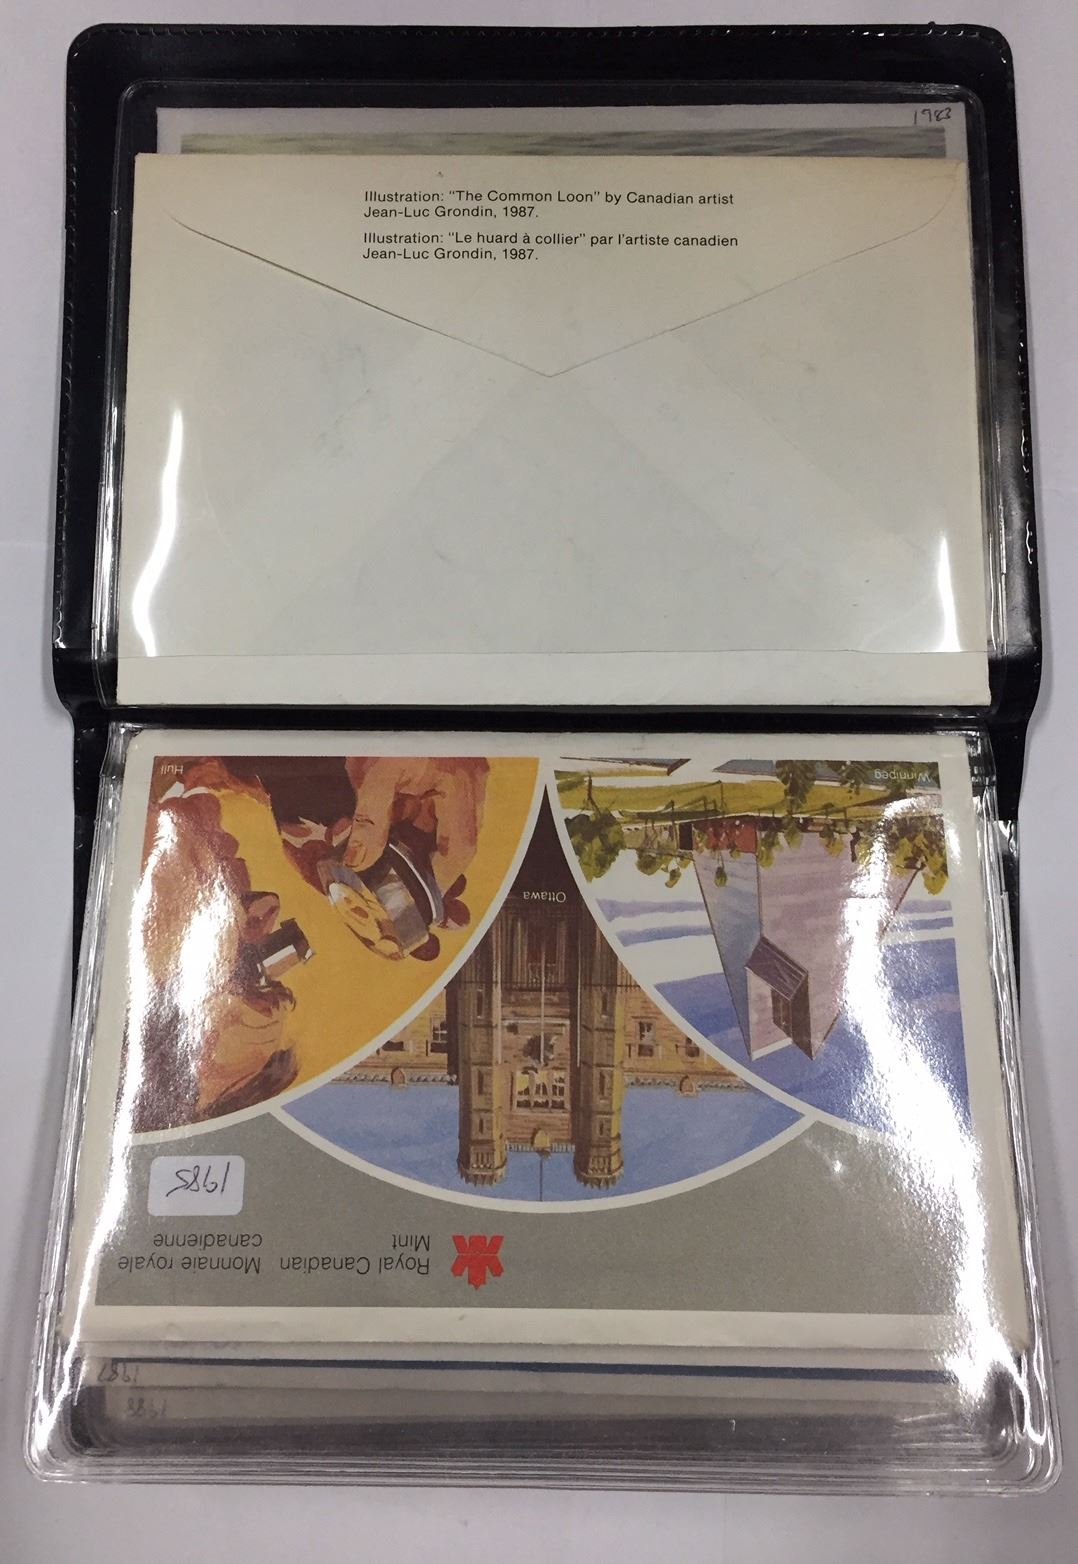 1983
Illustration: "The Common Loon" by Canadian artist
Jean-Luc Grondin, 1987.
Illustration: "Le huard à collier" par l'artiste canadien
Jean-Luc Grondin, 1987.
Hull
Winnipeg
Ottawa
1985
Royal Canadian
Mint
Monnaie royale
canadienne
1987
1988